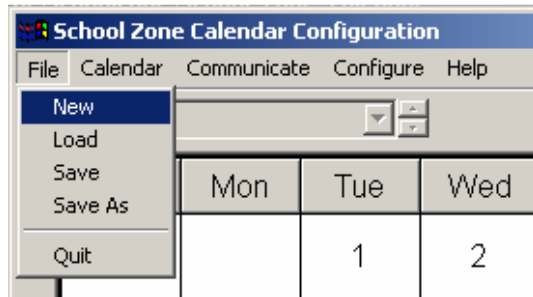 School Zone Calendar Configuration
File Calendar Communicate Configure Help
New
Load
Save
Mon Tue Wed
Save As
Quit
1 2